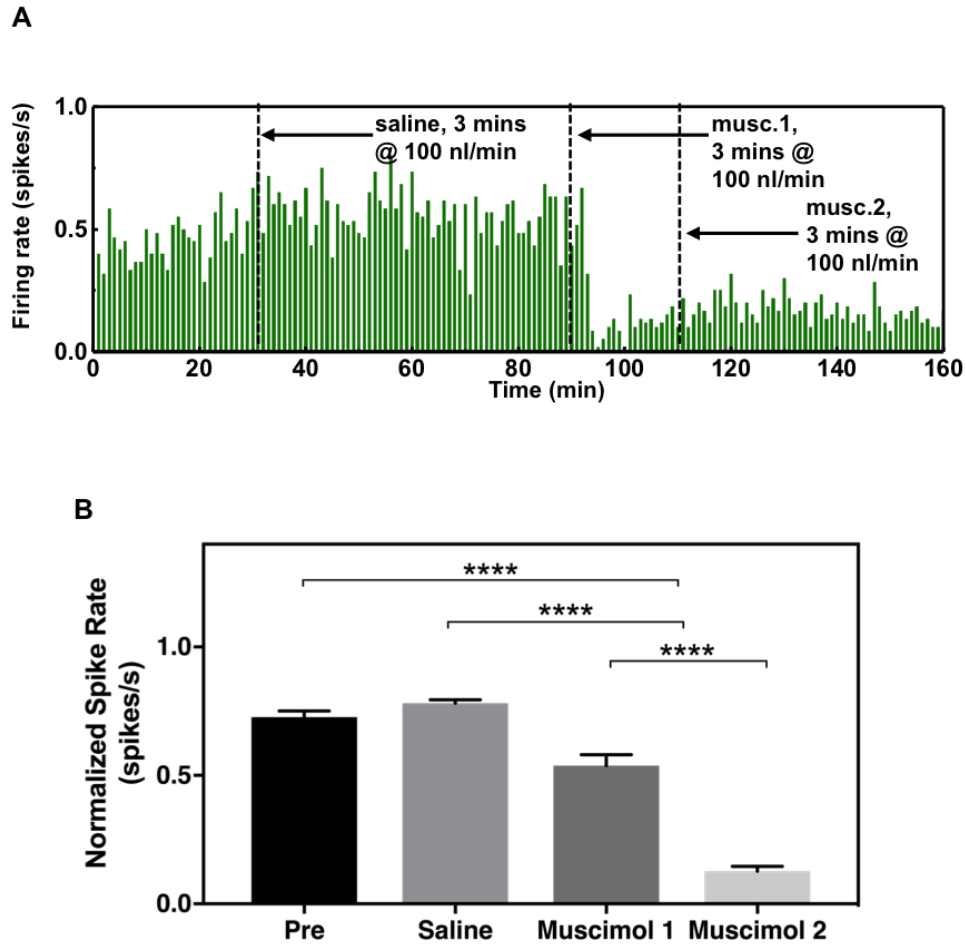 A
Firing rate (spikes/s)
1.0
0.5
0.0
saline, 3 mins
@ 100 nl/min
musc.1,
3 mins @
100 nl/min
musc.2,
3 mins @
100 nl/min
0 20 40 60 80 100 120 140 160
Time (min)
B
Normalized Spike Rate
(spikes/s)
1.0
0.5
0.0
****
****
****
Pre Saline Muscimol 1 Muscimol 2